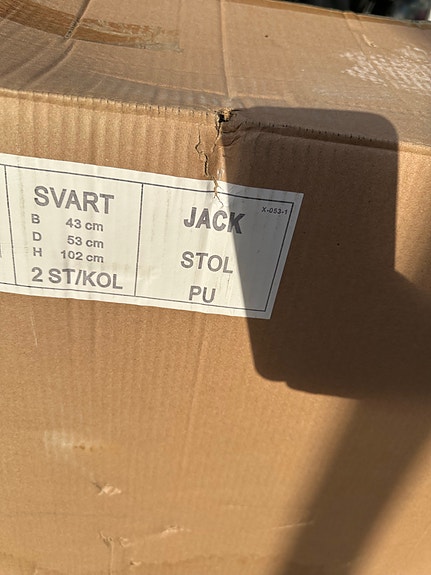 SVART
B 43 cm
D 53 cm
H 102 cm
2 ST/KOL
X-053-1
JACK
STOL
PU